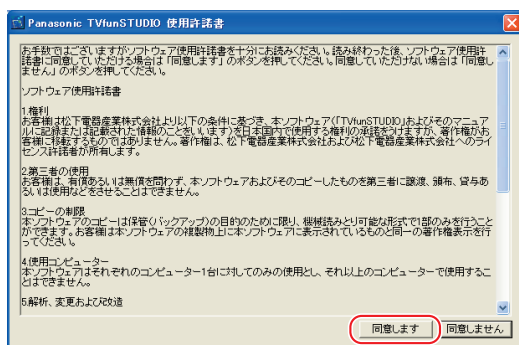 Panasonic TVfunSTUDIO 使用許諾書
お手数ではございますがソフトウェア使用許諾書を十分にお読みください。読み終わった後、ソフトウェア使用許
諾書に同意していただける場合は「同意します」のボタンを押してください。同意していただけない場合は「同意し
ません」のボタンを押してください。
ソフトウェア使用許諾書
1.権利
お客様は松下電器産業株式会社より以下の条件に基づき、本ソフトウェア(「TVfunSTUDIO」およびそのマニュア
ルに記録または記載された情報のことをいいます)を日本国内で使用する権利の承諾をうけますが、著作権がお
客様に移転するものではありません。著作権は、松下電器産業株式会社および松下電器産業株式会社へのライ
センス許諾者が所有します。
2.第三者の使用
お客様は、有償あるいは無償を問わず、本ソフトウェアおよびそのコピーしたものを第三者に譲渡、頒布、貸与あ
るいは使用などをさせることはできません。
3.コピーの制限
本ソフトウェアのコピーは保管(バックアップ)の目的のために限り、機械読みとり可能な形式で1部のみを行うこと
ができます。お客様は本ソフトウェアの複製物上に本ソフトウェアに表示されているものと同一の著作権表示を行
ってください。
4.使用コンピューター
本ソフトウェアはそれぞれのコンピューター1台に対してのみの使用とし、それ以上のコンピューターで使用するこ
とはできません。
5.解析、変更および改造
同意します 同意しません